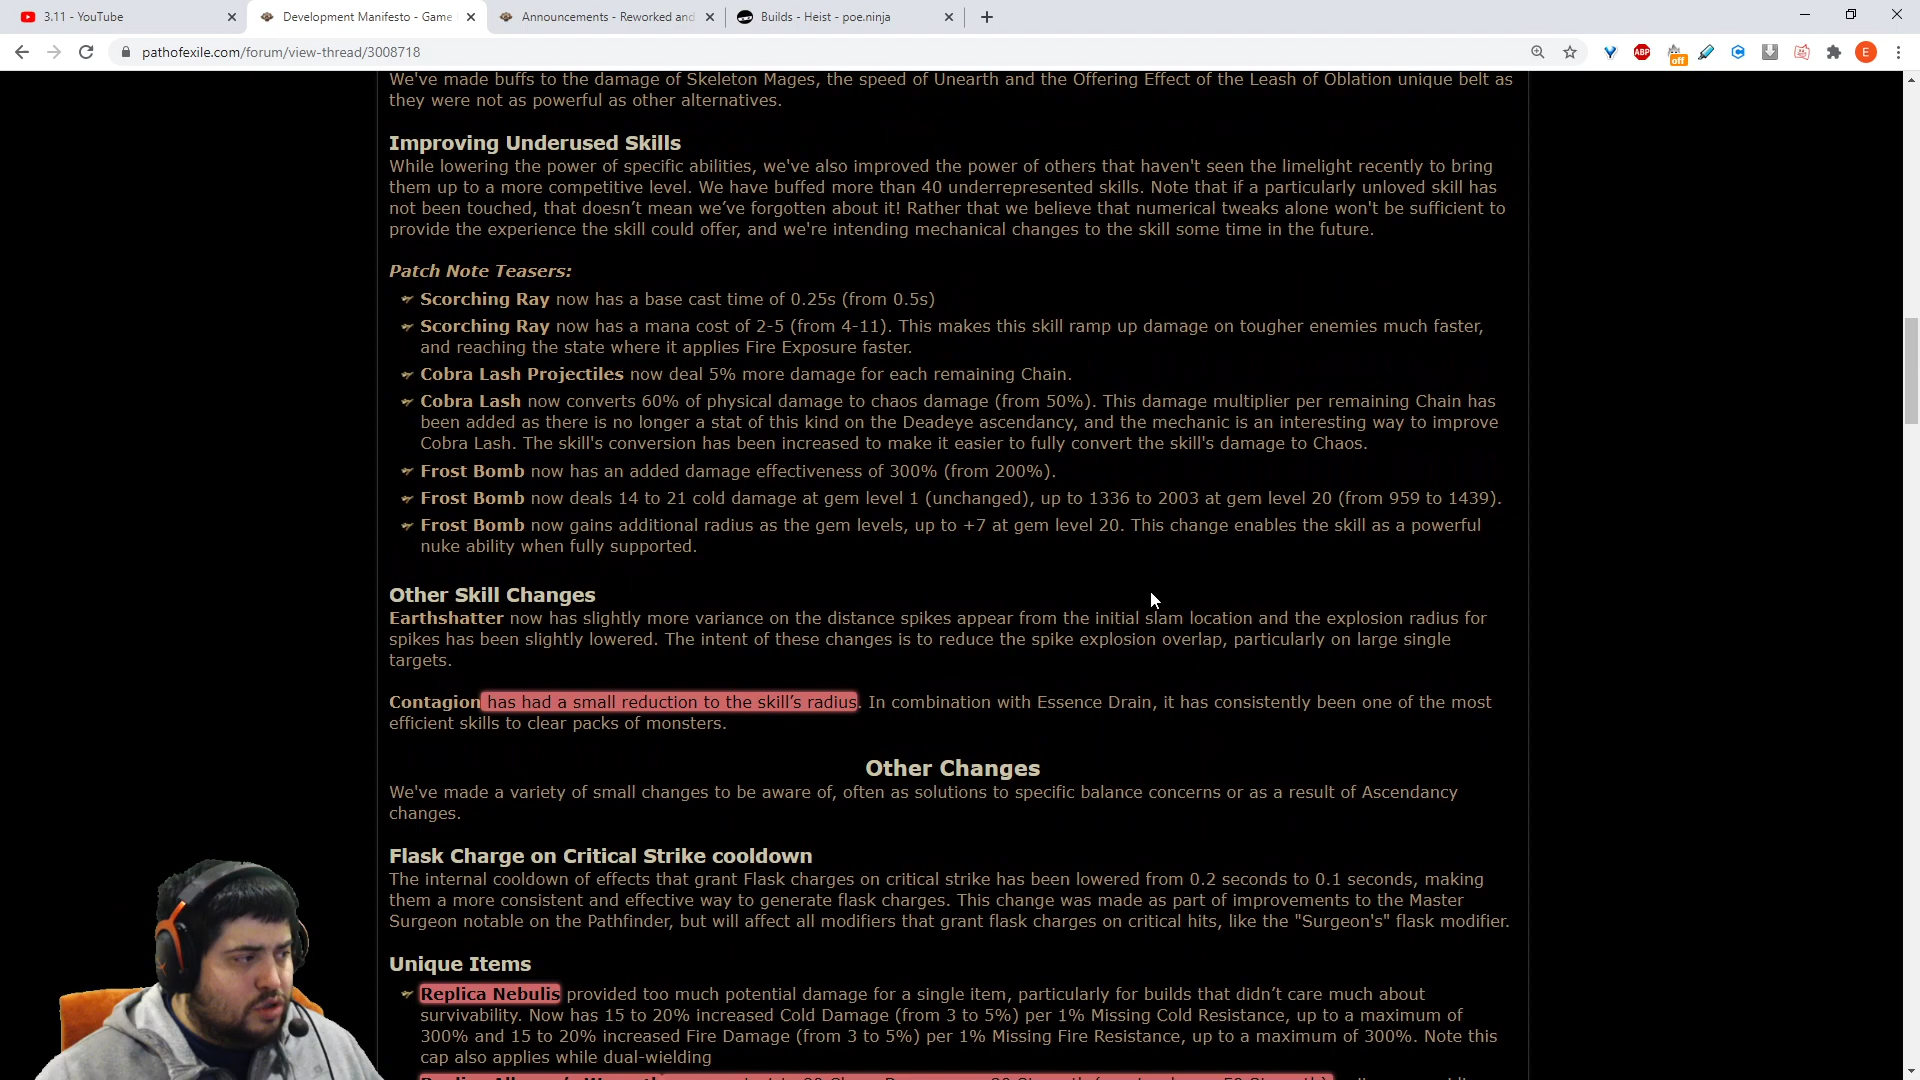 3.11 - YouTube
Development Manifesto - Game
Announcements - Reworked and
Builds - Heist - poe.ninja
pathofexile.com/forum/view-thread/3008718
ABP
off
E
We've made buffs to the damage of Skeleton Mages, the speed of Unearth and the Offering Effect of the Leash of Oblation unique belt as
they were not as powerful as other alternatives.
Improving Underused Skills
While lowering the power of specific abilities, we've also improved the power of others that haven't seen the limelight recently to bring
them up to a more competitive level. We have buffed more than 40 underrepresented skills. Note that if a particularly unloved skill has
not been touched, that doesn’t mean we’ve forgotten about it! Rather that we believe that numerical tweaks alone won't be sufficient to
provide the experience the skill could offer, and we're intending mechanical changes to the skill some time in the future.
Patch Note Teasers:
Scorching Ray now has a base cast time of 0.25s (from 0.5s)
Scorching Ray now has a mana cost of 2-5 (from 4-11). This makes this skill ramp up damage on tougher enemies much faster,
and reaching the state where it applies Fire Exposure faster.
Cobra Lash Projectiles now deal 5% more damage for each remaining Chain.
Cobra Lash now converts 60% of physical damage to chaos damage (from 50%). This damage multiplier per remaining Chain has
been added as there is no longer a stat of this kind on the Deadeye ascendancy, and the mechanic is an interesting way to improve
Cobra Lash. The skill's conversion has been increased to make it easier to fully convert the skill's damage to Chaos.
Frost Bomb now has an added damage effectiveness of 300% (from 200%).
Frost Bomb now deals 14 to 21 cold damage at gem level 1 (unchanged), up to 1336 to 2003 at gem level 20 (from 959 to 1439).
Frost Bomb now gains additional radius as the gem levels, up to +7 at gem level 20. This change enables the skill as a powerful
nuke ability when fully supported.
Other Skill Changes
Earthshatter now has slightly more variance on the distance spikes appear from the initial slam location and the explosion radius for
spikes has been slightly lowered. The intent of these changes is to reduce the spike explosion overlap, particularly on large single
targets.
Contagion has had a small reduction to the skill’s radius. In combination with Essence Drain, it has consistently been one of the most
efficient skills to clear packs of monsters.
Other Changes
We've made a variety of small changes to be aware of, often as solutions to specific balance concerns or as a result of Ascendancy
changes.
Flask Charge on Critical Strike cooldown
The internal cooldown of effects that grant Flask charges on critical strike has been lowered from 0.2 seconds to 0.1 seconds, making
them a more consistent and effective way to generate flask charges. This change was made as part of improvements to the Master
Surgeon notable on the Pathfinder, but will affect all modifiers that grant flask charges on critical hits, like the "Surgeon's" flask modifier.
Unique Items
Replica Nebulis provided too much potential damage for a single item, particularly for builds that didn’t care much about
survivability. Now has 15 to 20% increased Cold Damage (from 3 to 5%) per 1% Missing Cold Resistance, up to a maximum of
300% and 15 to 20% increased Fire Damage (from 3 to 5%) per 1% Missing Fire Resistance, up to a maximum of 300%. Note this
cap also applies while dual-wielding